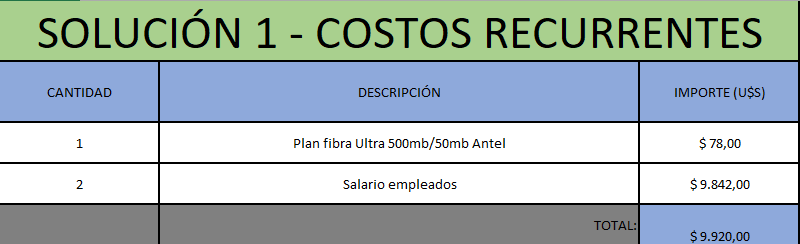 SOLUCIÓN 1 - COSTOS RECURRENTES
CANTIDAD DESCRIPCIÓN IMPORTE (U$S)
1 Plan fibra Ultra 500mb/50mb Antel $ 78,00
2 Salario empleados $ 9.842,00
TOTAL: $ 9.920,00